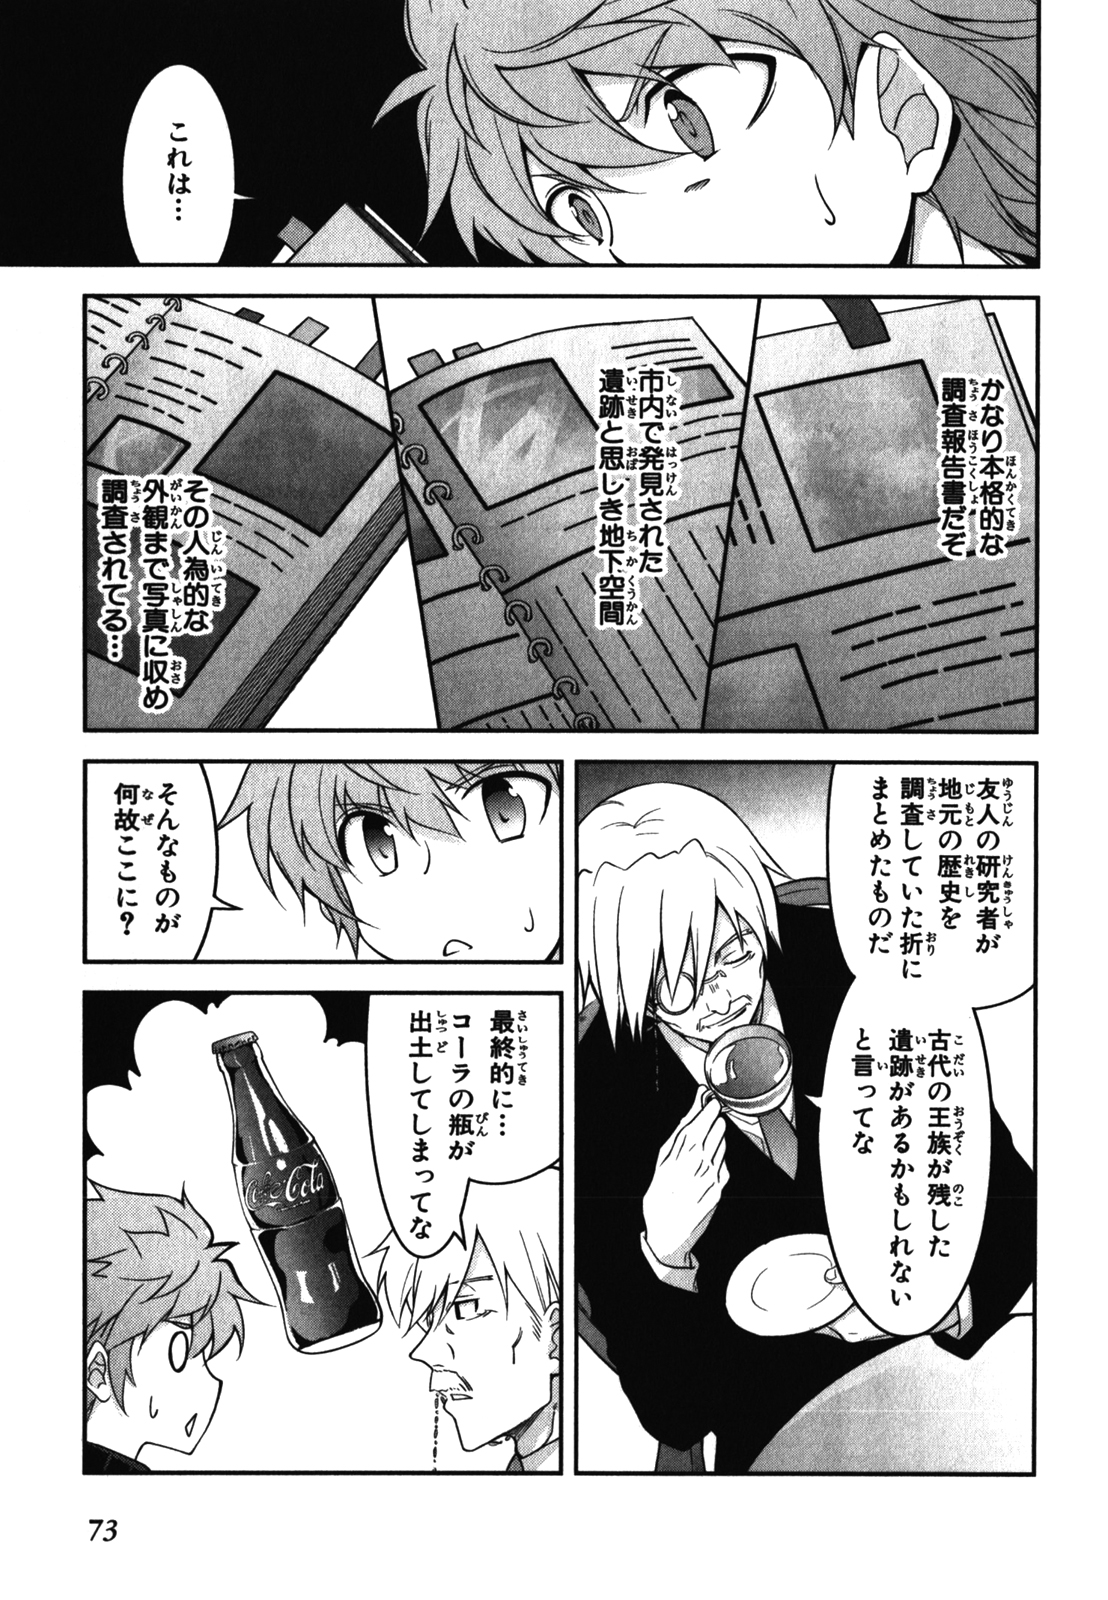 これは…
かなり本格的な
調査報告書だぞ
市内で発見された
遺跡と思しき地下空間
その人為的な
外観まで写真に収め
調査されてる…
友人の研究者が
地元の歴史を
調査していた折に
まとめたものだ
古代の王族が残した
遺跡があるかもしれない
と言ってな
そんなものが
何故ここに？
最終的に…
コーラの瓶が
出土してしまってな
Coke Cola
73